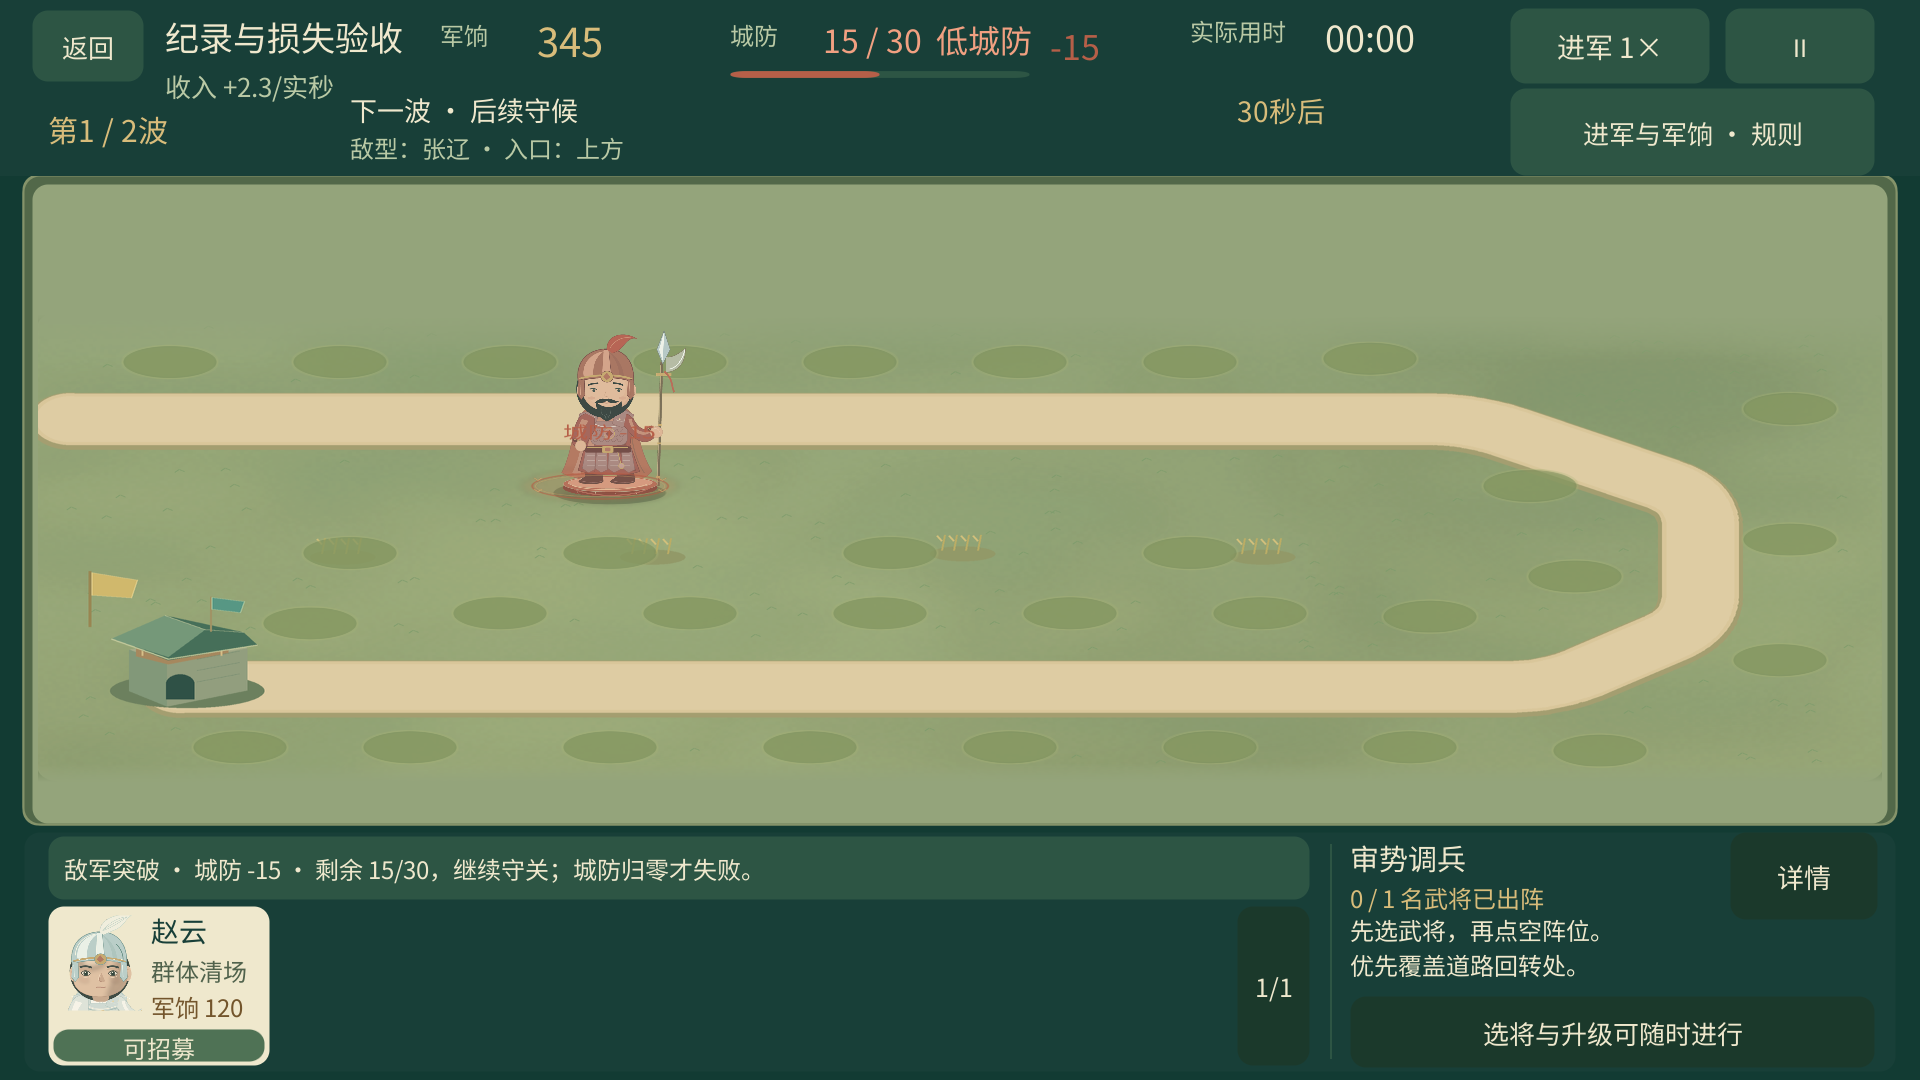 返回
纪录与损失验收
军饷
345
城防
15 / 30 低城防
-15
实际用时
00:00
进军 1×
II
收入 +2.3/实秒
第1 / 2波
下一波 · 后续守候
30秒后
敌型：张辽 · 入口：上方
进军与军饷 · 规则
敌军突破 · 城防 -15 · 剩余 15/30，继续守关；城防归零才失败。
赵云
群体清场
军饷 120
可招募
1/1
审势调兵
0 / 1 名武将已出阵
先选武将，再点空阵位。
优先覆盖道路回转处。
详情
选将与升级可随时进行